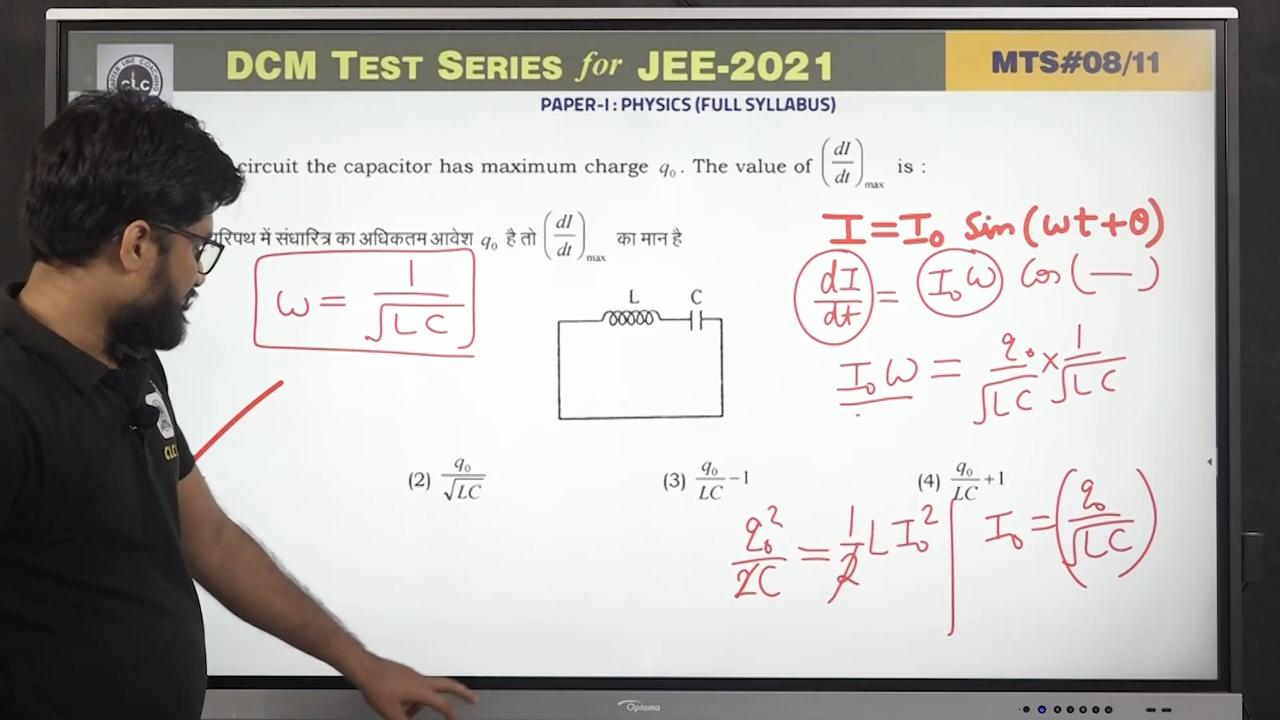 DCM TEST SERIES for JEE-2021
MTS#08/11
CLC
PAPER-I : PHYSICS (FULL SYLLABUS)
circuit the capacitor has maximum charge q₀. The value of (dI/dt)max is :
में संधारित्र का अधिकतम आवेश q₀ है तो (dI/dt)max का मान है
I = I₀ Sin(ωt+θ)
ω = 1/√LC
dI/dt = I₀ω Cos(—)
L C
I₀ω = q₀/√LC × 1/√LC
(2) q₀/√LC (3) q₀/LC −1 (4) q₀/LC +1
q₀²/2C = 1/2 L I₀² | I₀ = (q₀/√LC)
CLC
Optoma